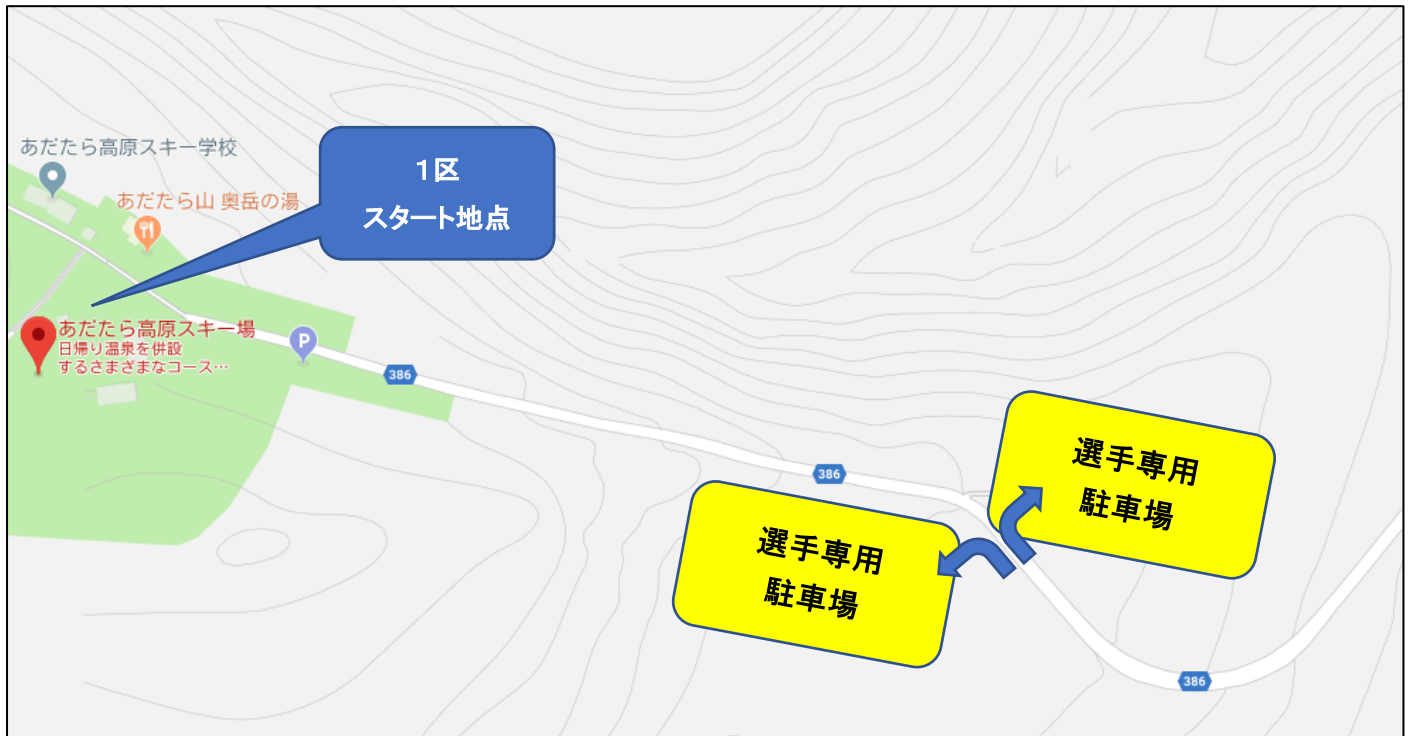 あだたら高原スキー学校
あだたら山 奥岳の湯
1区
スタート地点
あだたら高原スキー場
日帰り温泉を併設
するさまざまなコース…
P
386
386
選手専用
駐車場
選手専用
駐車場
386